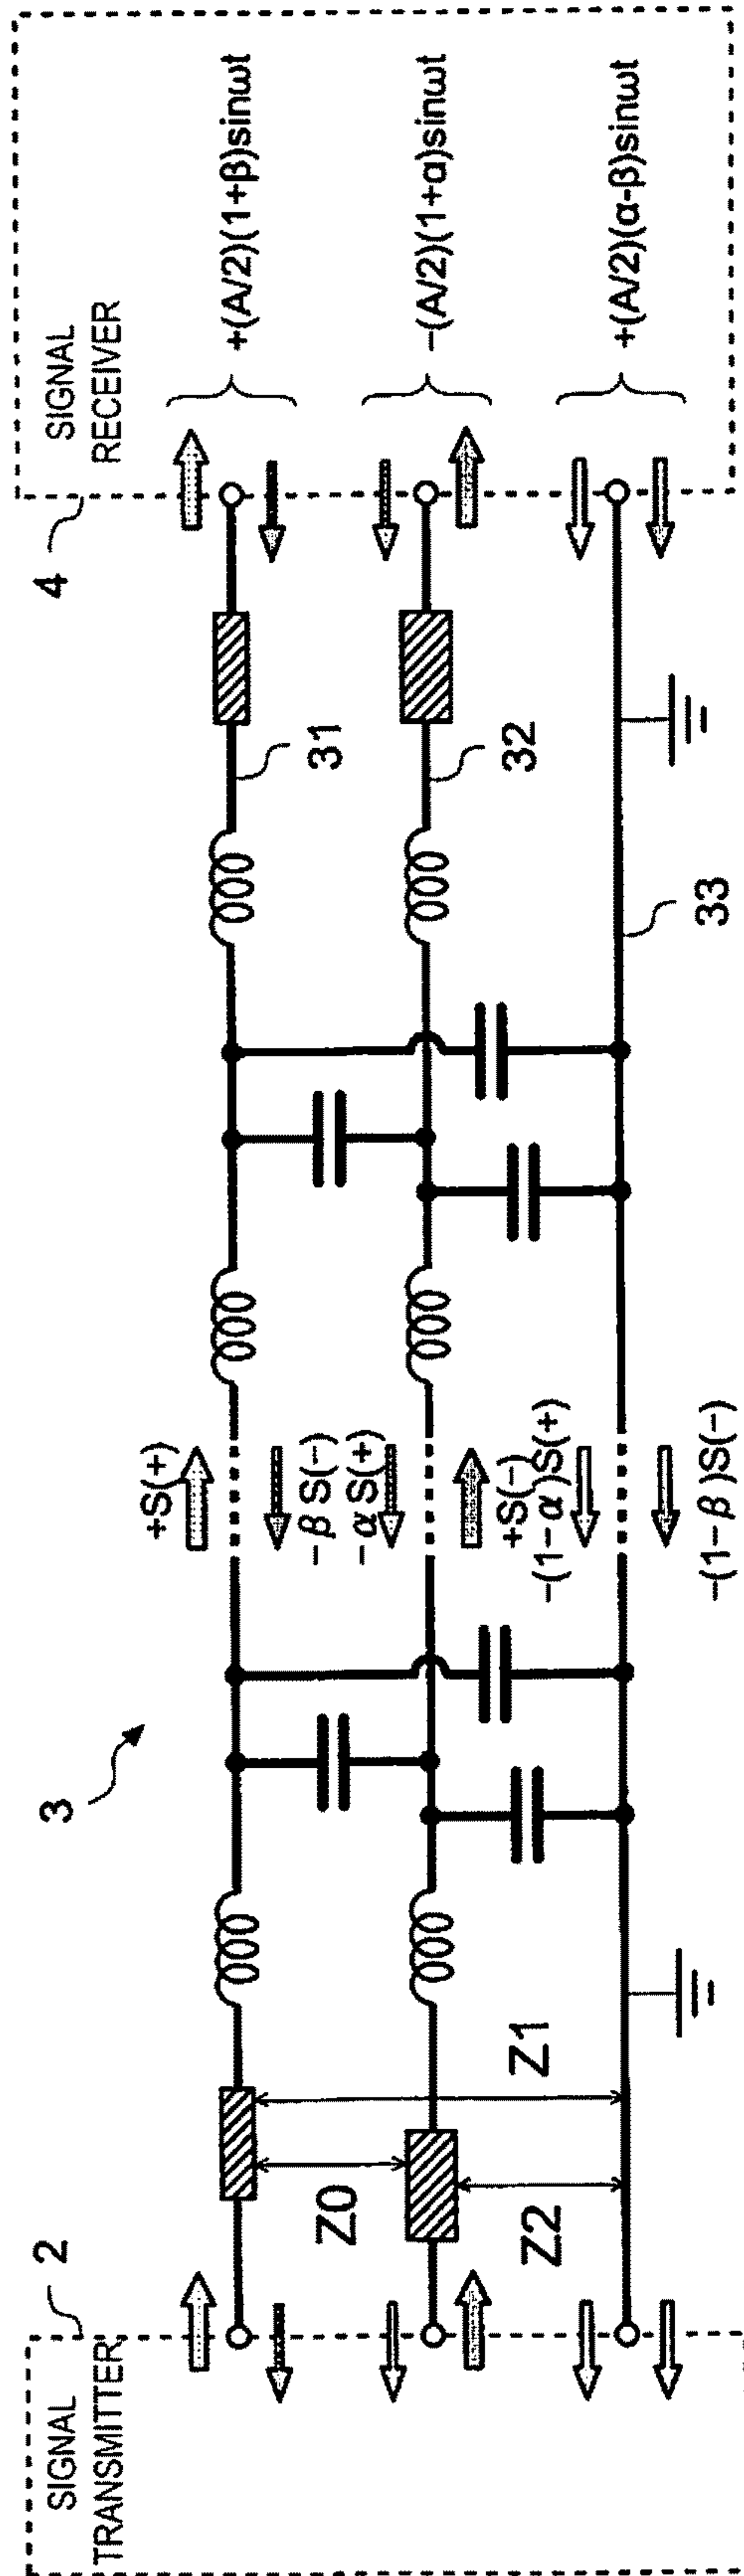 SIGNAL
TRANSMITTER
2
Z0
Z1
Z2
3
+S(+)
−β S(−)
−α S(+)
+S(−)
−(1−α )S(+)
−(1−β )S(−)
31
32
33
4
SIGNAL
RECEIVER
+(A/2)(1+β)sinωt
−(A/2)(1+α)sinωt
+(A/2)(α-β)sinωt